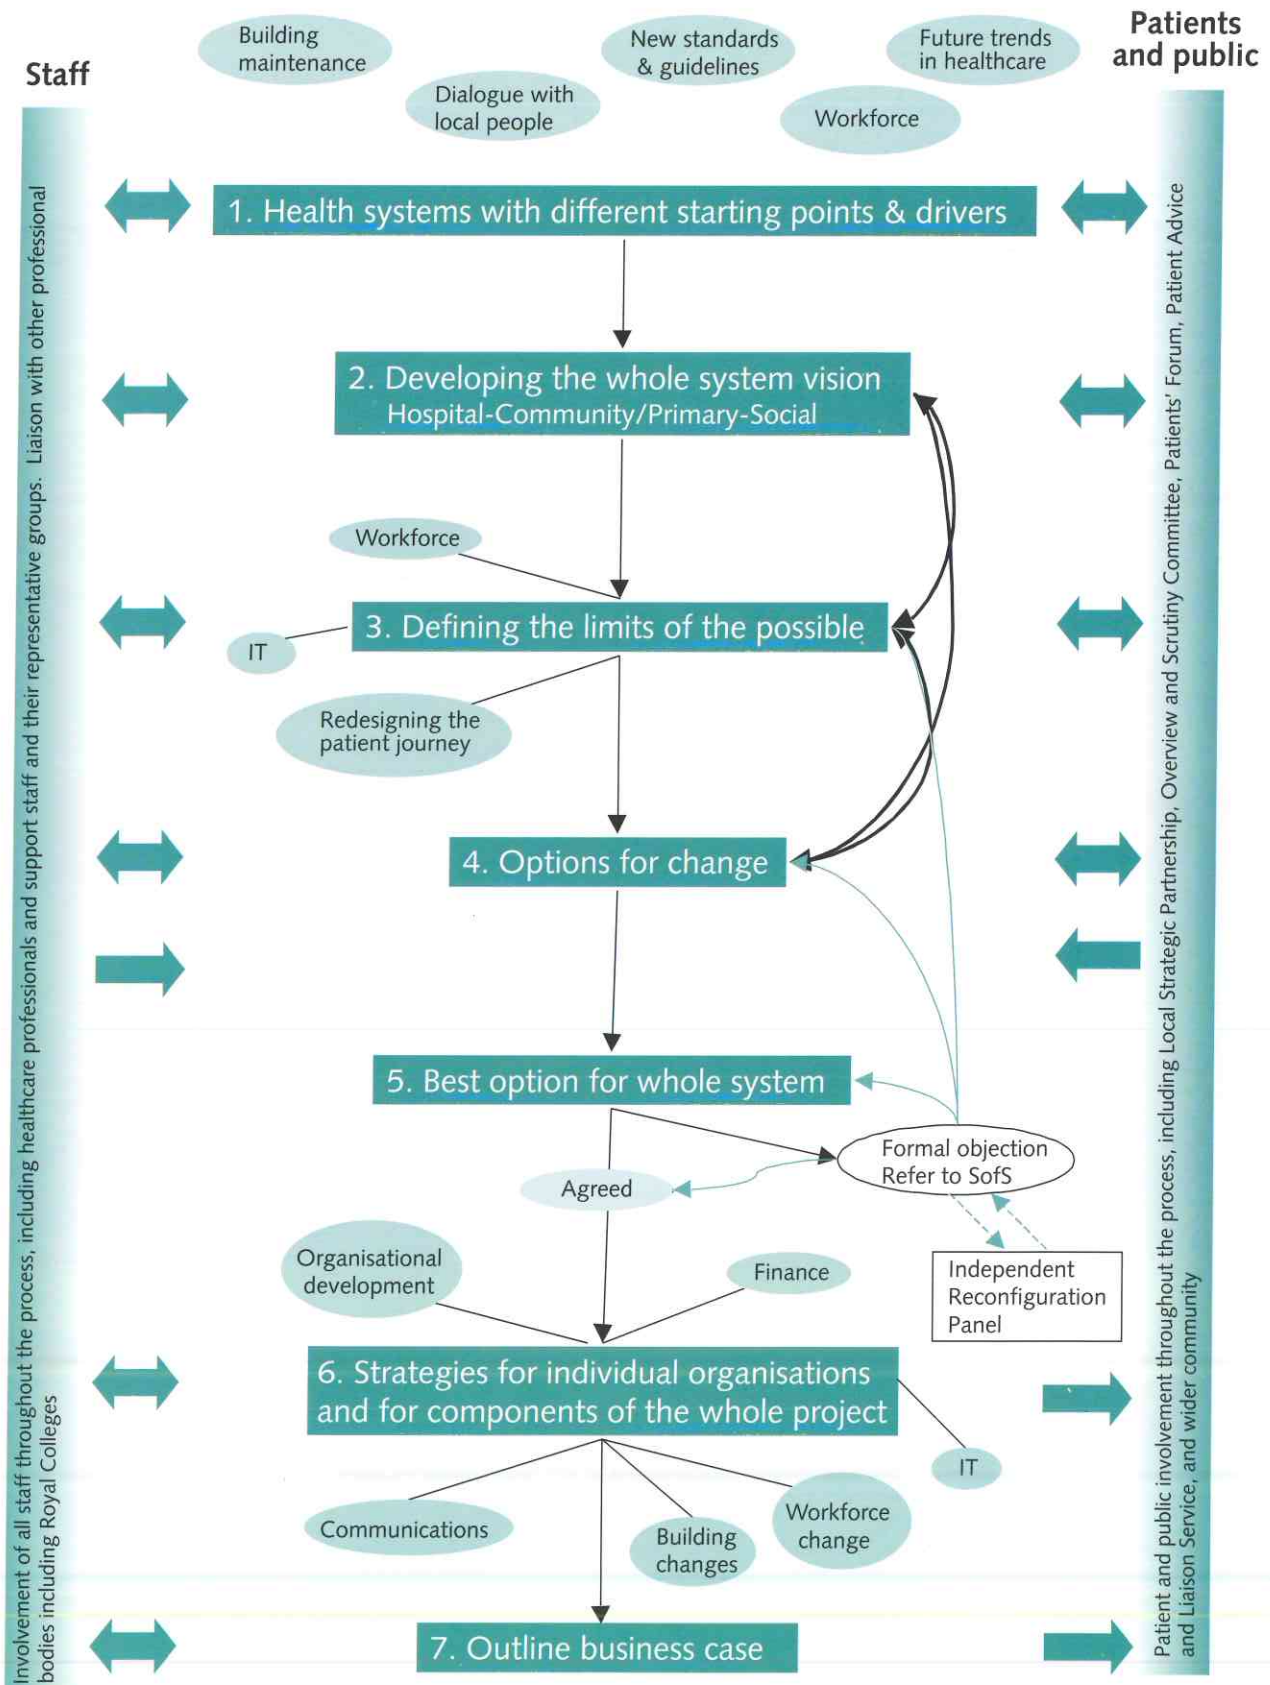 Staff
Patients
and public
Building
maintenance
Dialogue with
local people
New standards
& guidelines
Workforce
Future trends
in healthcare
1. Health systems with different starting points & drivers
2. Developing the whole system vision
Hospital-Community/Primary-Social
Workforce
3. Defining the limits of the possible
IT
Redesigning the
patient journey
4. Options for change
5. Best option for whole system
Formal objection
Refer to SofS
Agreed
Independent
Reconfiguration
Panel
Organisational
development
Finance
6. Strategies for individual organisations
and for components of the whole project
IT
Communications
Building
changes
Workforce
change
7. Outline business case
Involvement of all staff throughout the process, including healthcare professionals and support staff and their representative groups. Liaison with other professional
bodies including Royal Colleges
Patient and public involvement throughout the process, including Local Strategic Partnership, Overview and Scrutiny Committee, Patients' Forum, Patient Advice
and Liaison Service, and wider community